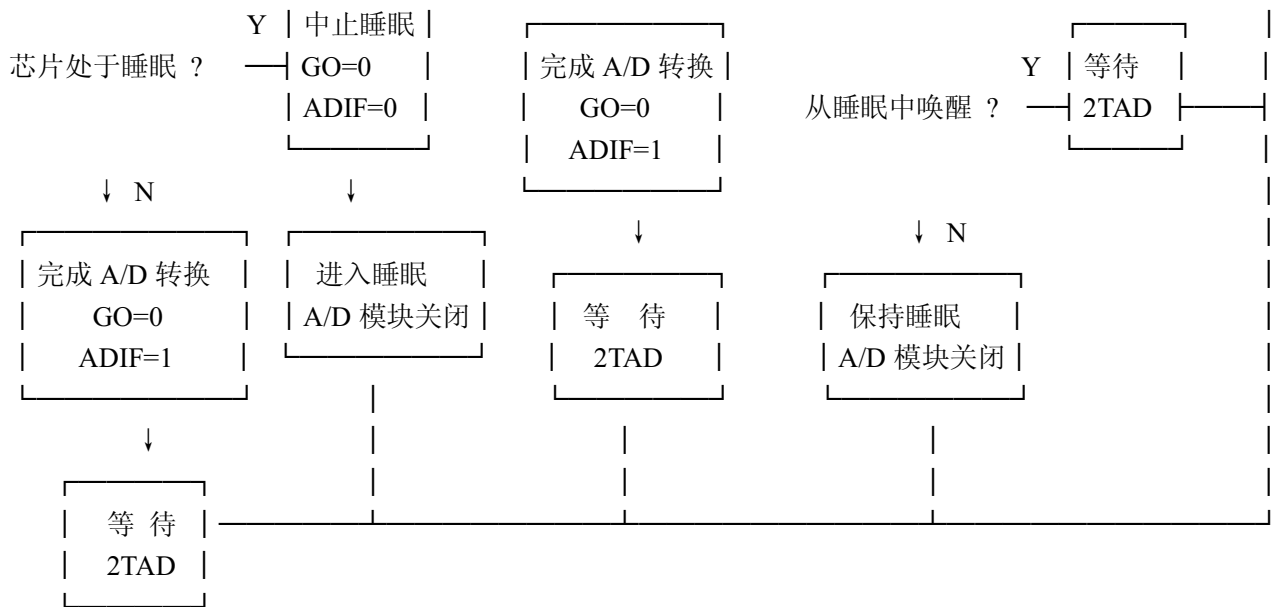 Y 中止睡眠
芯片处于睡眠 ? GO=0 完成 A/D 转换 Y 等待
ADIF=0 GO=0 从睡眠中唤醒 ? 2TAD
ADIF=1
↓ N ↓
↓ ↓ N
完成 A/D 转换 进入睡眠
GO=0 A/D 模块关闭 等 待 保持睡眠
ADIF=1 2TAD A/D 模块关闭
↓
等 待
2TAD